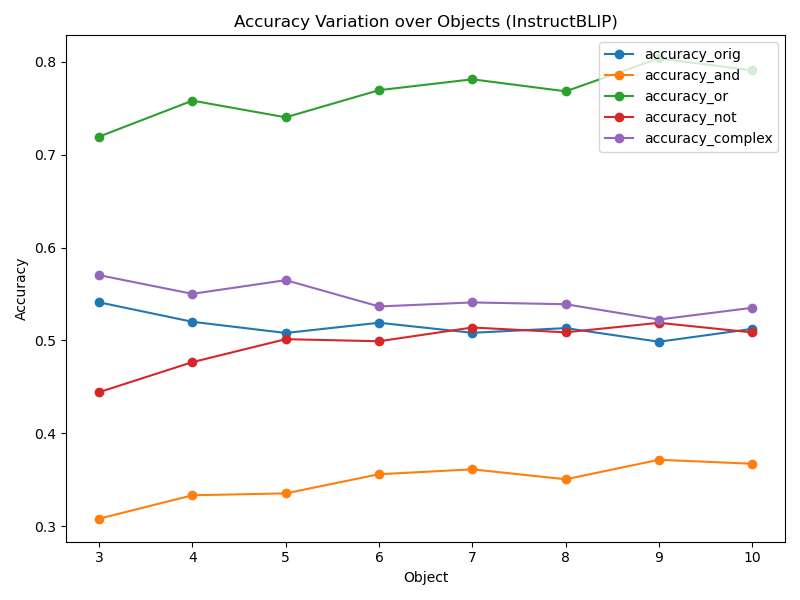 Accuracy Variation over Objects (InstructBLIP)
accuracy_orig
accuracy_and
accuracy_or
accuracy_not
accuracy_complex
0.8
0.7
0.6
0.5
0.4
0.3
Accuracy
3 4 5 6 7 8 9 10
Object